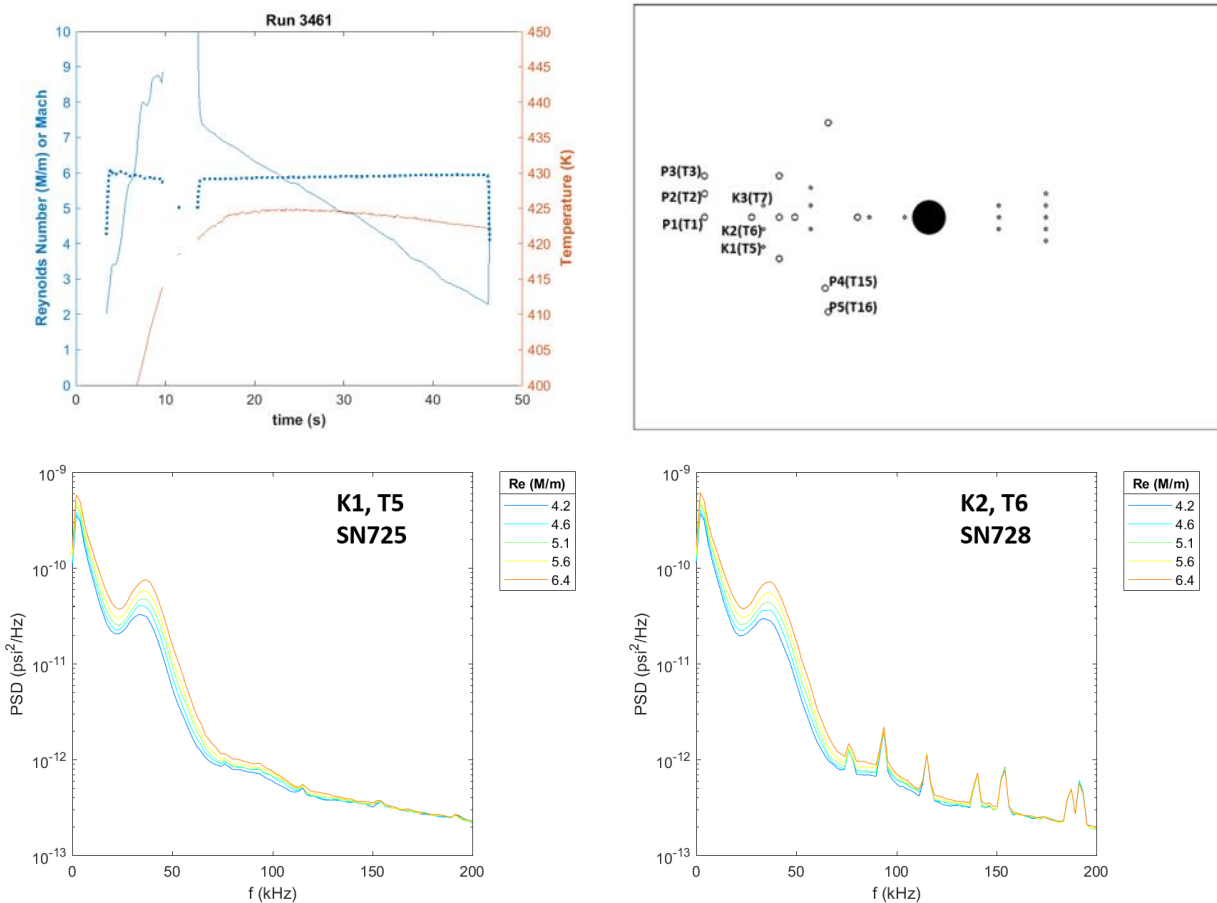 Run 3461
Reynolds Number (M/m) or Mach
10
9
8
7
6
5
4
3
2
1
0
0 10 20 30 40 50
time (s)
450
445
440
435
430
425
420
415
410
405
400
Temperature (K)
P3(T3)
P2(T2)
K3(T7)
P1(T1)
K2(T6)
K1(T5)
P4(T15)
P5(T16)
K1, T5
SN725
Re (M/m)
4.2
4.6
5.1
5.6
6.4
PSD (psi²/Hz)
10⁻⁹
10⁻¹⁰
10⁻¹¹
10⁻¹²
10⁻¹³
0 50 100 150 200
f (kHz)
K2, T6
SN728
Re (M/m)
4.2
4.6
5.1
5.6
6.4
PSD (psi²/Hz)
10⁻⁹
10⁻¹⁰
10⁻¹¹
10⁻¹²
10⁻¹³
0 50 100 150 200
f (kHz)